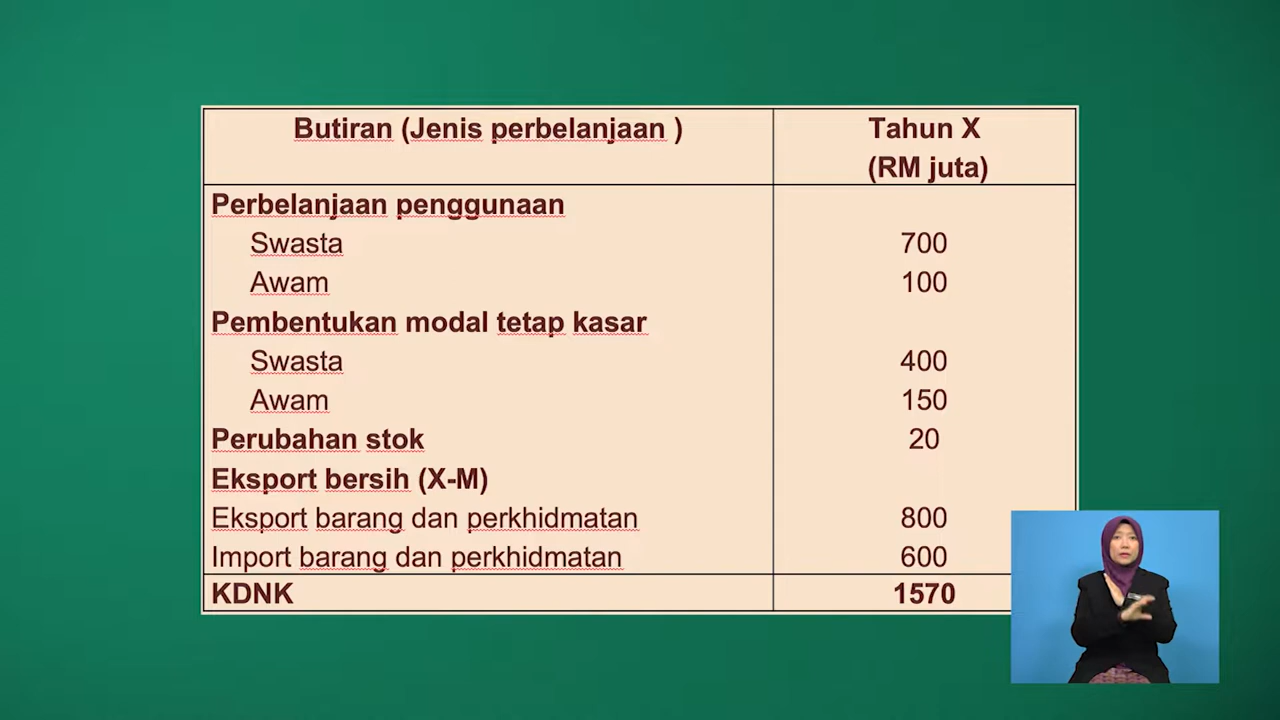 Butiran (Jenis perbelanjaan ) Tahun X
(RM juta)
Perbelanjaan penggunaan
Swasta 700
Awam 100
Pembentukan modal tetap kasar
Swasta 400
Awam 150
Perubahan stok 20
Eksport bersih (X-M)
Eksport barang dan perkhidmatan 800
Import barang dan perkhidmatan 600
KDNK 1570